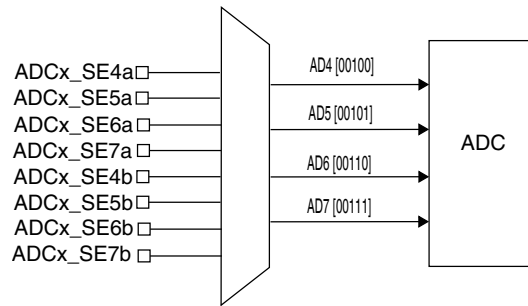 ADCx_SE4a
ADCx_SE5a
ADCx_SE6a
ADCx_SE7a
ADCx_SE4b
ADCx_SE5b
ADCx_SE6b
ADCx_SE7b
AD4 [00100]
AD5 [00101]
AD6 [00110]
AD7 [00111]
ADC